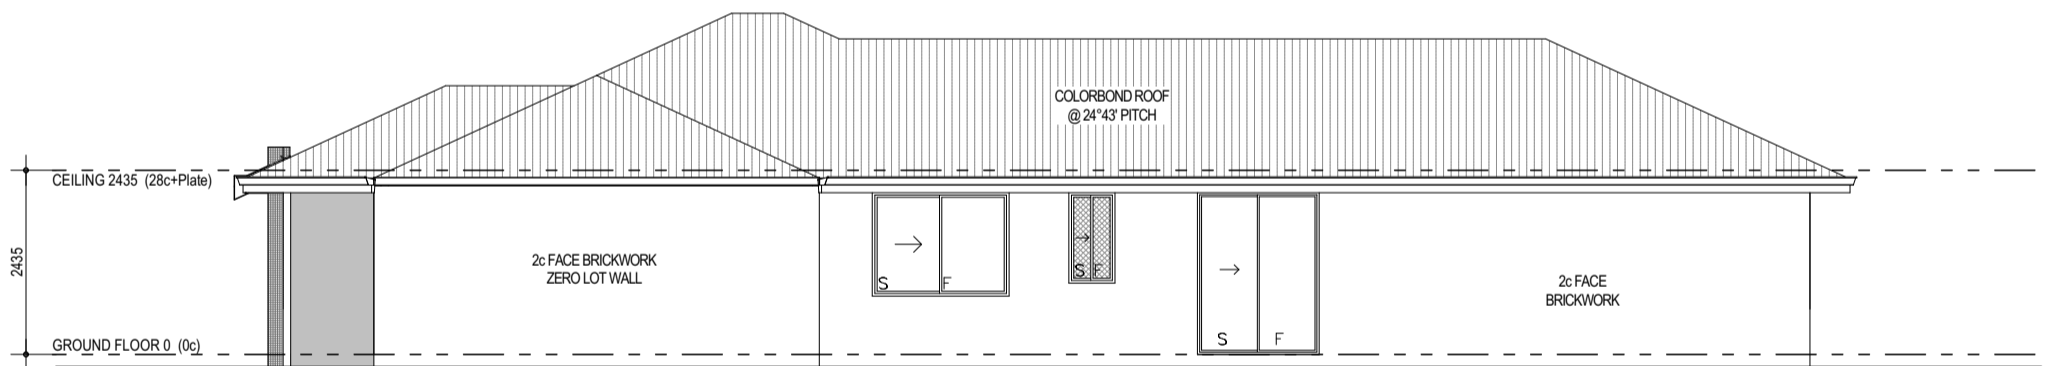 COLORBOND ROOF
@ 24°43' PITCH
CEILING 2435 (28c+Plate)
2435
2c FACE BRICKWORK
ZERO LOT WALL
S F
S F
S F
2c FACE
BRICKWORK
GROUND FLOOR 0 (0c)